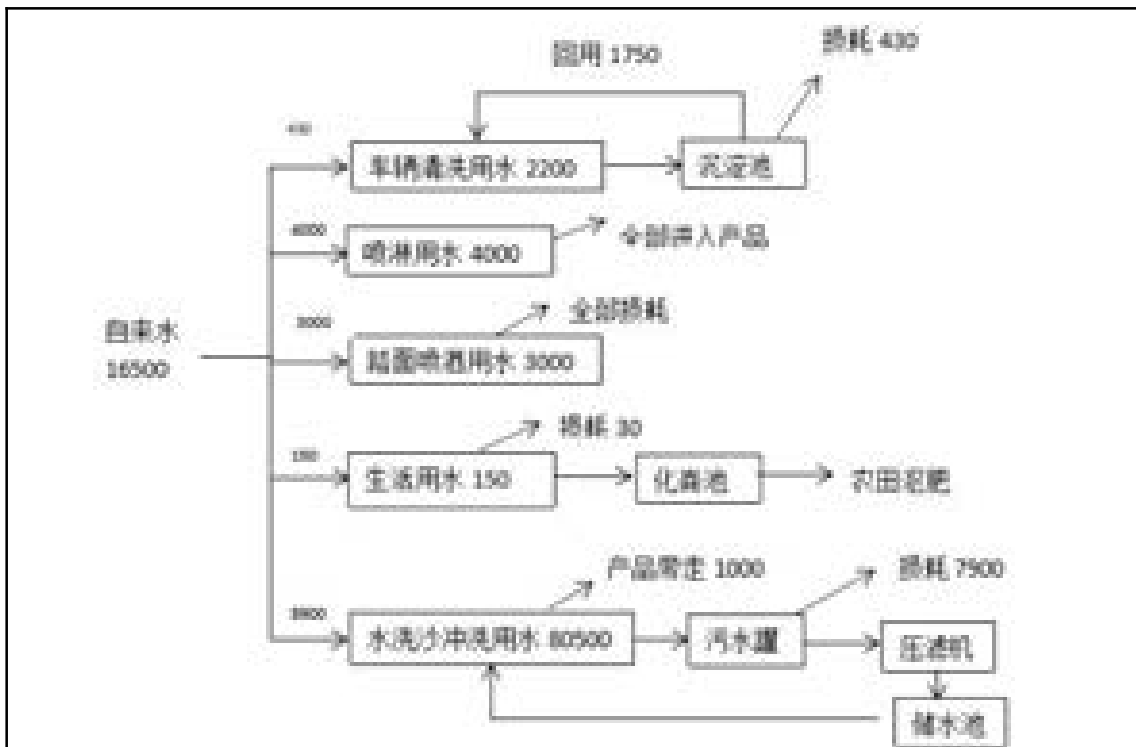 回用 1750
损耗 430
430
车辆清洗用水 2200
沉淀池
4000
喷淋用水 4000
全部进入产品
3000
全部损耗
自来水
16500
路面喷洒用水 3000
150
损耗 30
生活用水 150
化粪池
农田沤肥
产品带走 1000
损耗 7900
8900
水洗沙冲洗用水 80500
污水罐
压滤机
储水池